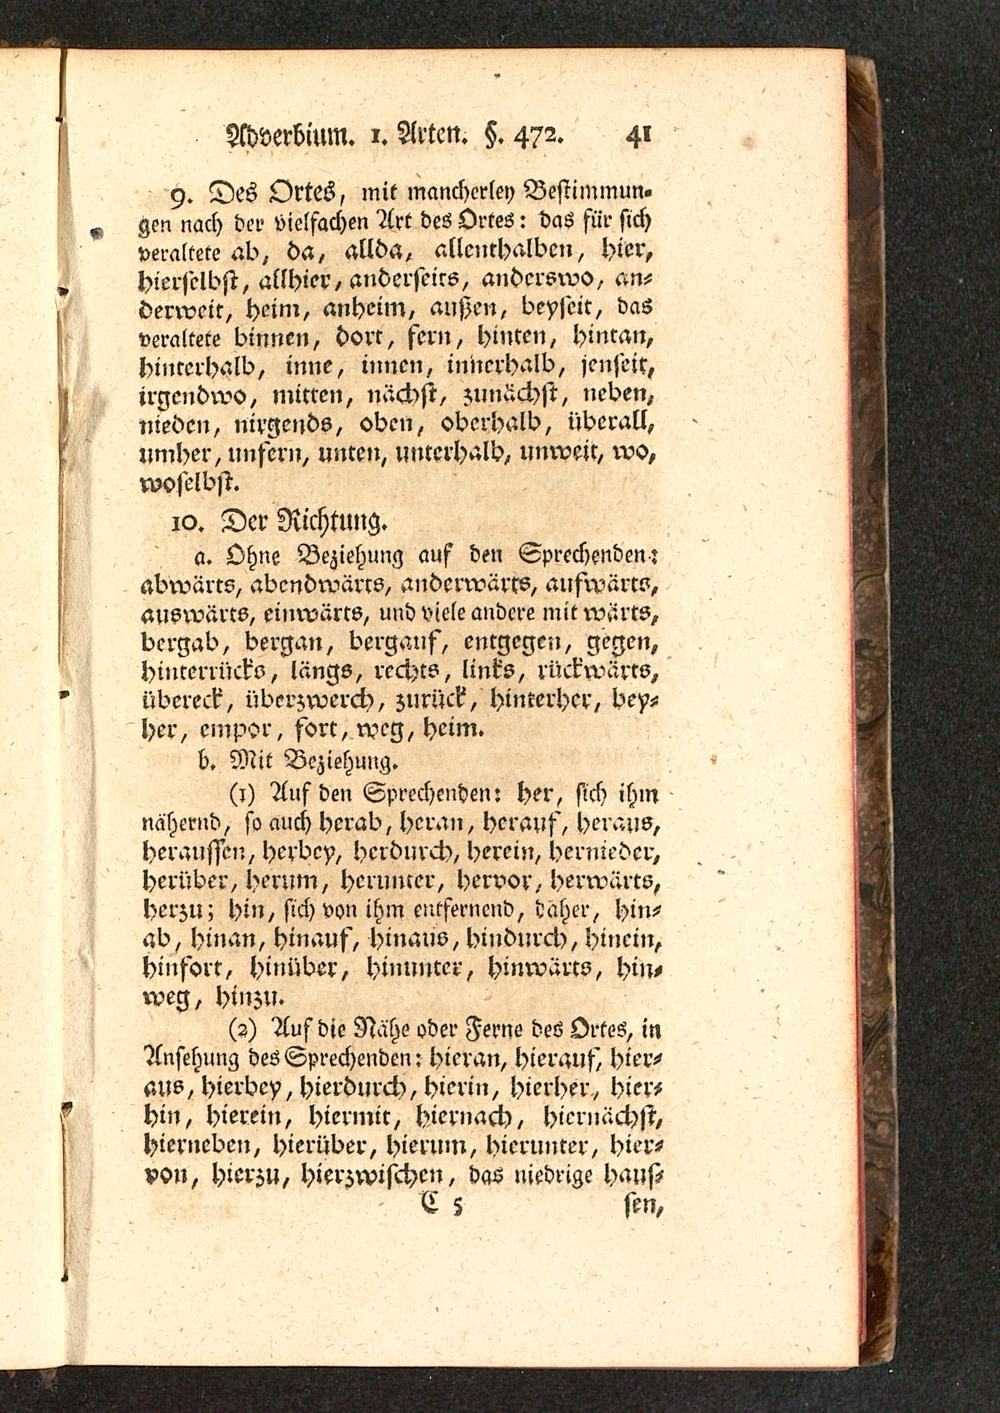 Adverbium. 1. Arten. §. 472. 41
9. Des Ortes, mit mancherley Bestimmun⸗
gen nach der vielfachen Art des Ortes: das für sich
veraltete ab, da, allda, allenthalben, hier,
hierselbst, allhier, anderseits, anderswo, an⸗
derweit, heim, anheim, außen, beyseit, das
veraltete binnen, dort, fern, hinten, hintan,
hinterhalb, inne, innen, innerhalb, jenseit,
irgendwo, mitten, nächst, zunächst, neben,
nieden, nirgends, oben, oberhalb, überall,
umher, unfern, unten, unterhalb, unweit, wo,
woselbst.
10. Der Richtung.
a. Ohne Beziehung auf den Sprechenden:
abwärts, abendwärts, anderwärts, aufwärts,
auswärts, einwärts, und viele andere mit wärts,
bergab, bergan, bergauf, entgegen, gegen,
hinterrücks, längs, rechts, links, rückwärts,
übereck, überzwerch, zurück, hinterher, bey⸗
her, empor, fort, weg, heim.
b. Mit Beziehung.
(1) Auf den Sprechenden: her, sich ihm
nähernd, so auch herab, heran, herauf, heraus,
heraussen, herbey, herdurch, herein, hernieder,
herüber, herum, herunter, hervor, herwärts,
herzu; hin, sich von ihm entfernend, daher, hin⸗
ab, hinan, hinauf, hinaus, hindurch, hinein,
hinfort, hinüber, hinunter, hinwärts, hin⸗
weg, hinzu.
(2) Auf die Nähe oder Ferne des Ortes, in
Ansehung des Sprechenden: hieran, hierauf, hier⸗
aus, hierbey, hierdurch, hierin, hierher, hier⸗
hin, hierein, hiermit, hiernach, hiernächst,
hierneben, hierüber, hierum, hierunter, hier⸗
von, hierzu, hierzwischen, das niedrige haus⸗
C 5 sen,